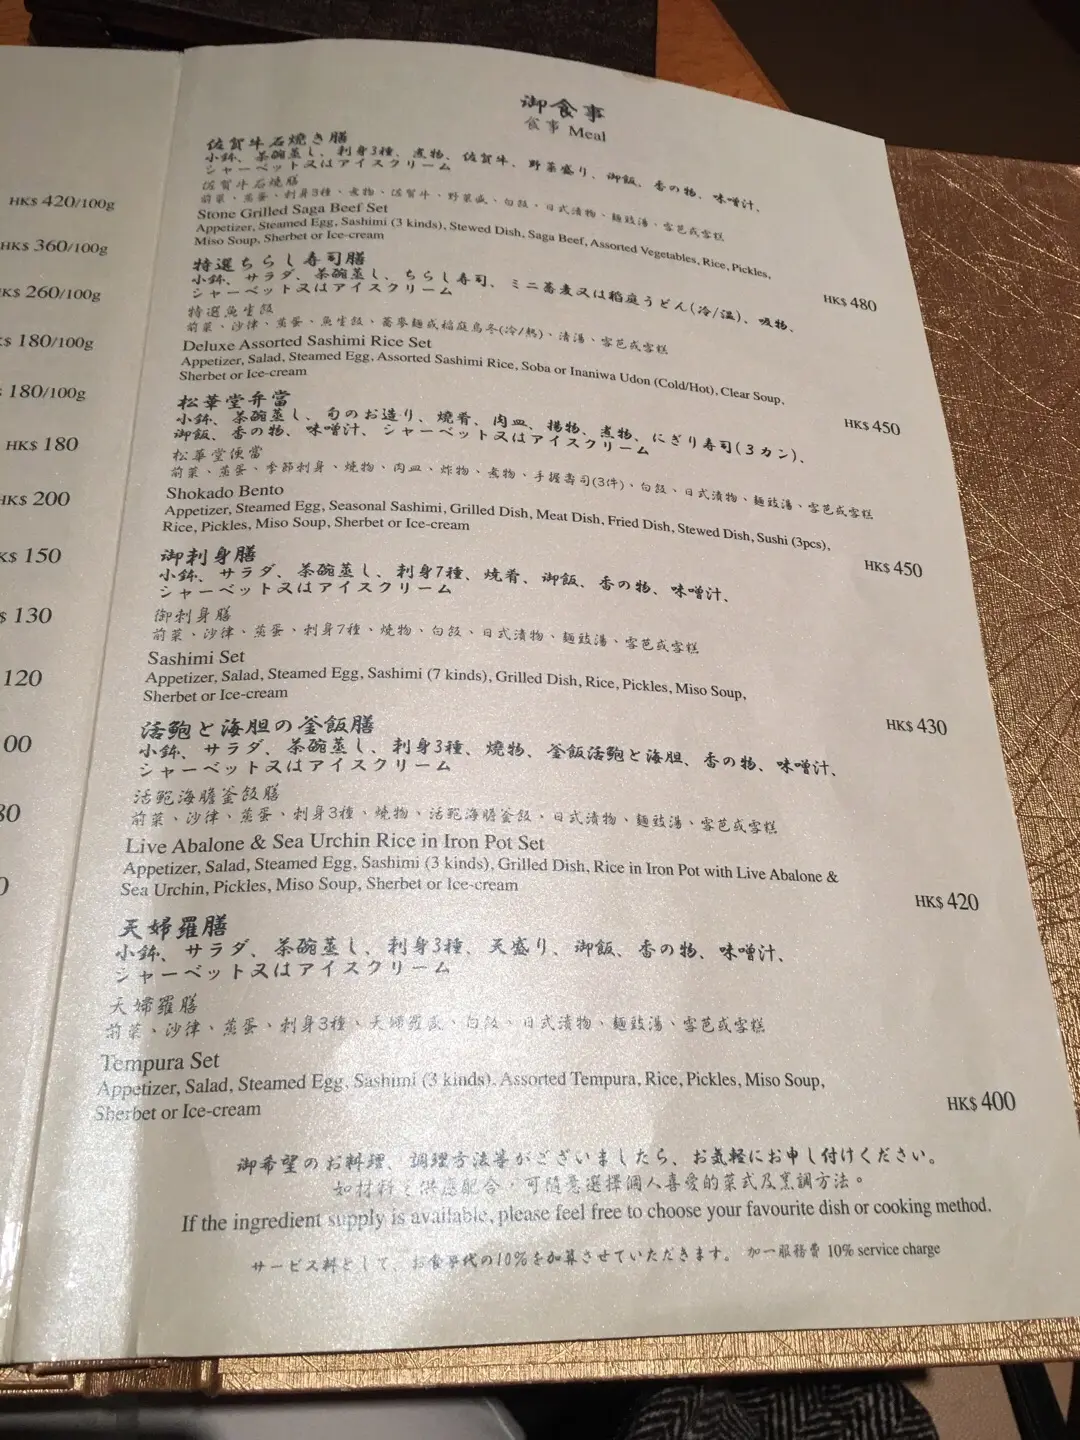 HK$ 420/100g
HK$ 360/100g
HK$ 260/100g
$ 180/100g
180/100g
HK$ 180
HK$ 200
K$ 150
$ 130
120
00
80
0
御食事
食事 Meal
佐賀牛石焼き膳
小鉢、茶碗蒸し、刺身3種、煮物、佐賀牛、野菜盛り、御飯、香の物、味噌汁、
シャーベット又はアイスクリーム
佐賀牛石燒膳
前菜、蒸蛋、刺身3種、煮物、佐賀牛、野菜盛、白飯、日式漬物、麵豉湯、雪芭或雪糕
Stone Grilled Saga Beef Set
Appetizer, Steamed Egg, Sashimi (3 kinds), Stewed Dish, Saga Beef, Assorted Vegetables, Rice, Pickles,
Miso Soup, Sherbet or Ice-cream
HK$ 480
特選ちらし寿司膳
小鉢、サラダ、茶碗蒸し、ちらし寿司、ミニ蕎麦又は稲庭うどん(冷/温)、吸物、
シャーベット又はアイスクリーム
特選魚生飯
前菜、沙律、蒸蛋、魚生飯、蕎麥麵或稲庭烏冬(冷/熱)、清湯、雪芭或雪糕
Deluxe Assorted Sashimi Rice Set
Appetizer, Salad, Steamed Egg, Assorted Sashimi Rice, Soba or Inaniwa Udon (Cold/Hot), Clear Soup,
Sherbet or Ice-cream
HK$ 450
松華堂弁當
小鉢、茶碗蒸し、旬のお造り、燒肴、肉皿、揚物、煮物、にぎり寿司(3カン)、
御飯、香の物、味噌汁、シャーベット又はアイスクリーム
松華堂便當
前菜、蒸蛋、季節刺身、燒物、肉皿、炸物、煮物、手握壽司(3件)、白飯、日式漬物、麵豉湯、雪芭或雪糕
Shokado Bento
Appetizer, Steamed Egg, Seasonal Sashimi, Grilled Dish, Meat Dish, Fried Dish, Stewed Dish, Sushi (3pcs),
Rice, Pickles, Miso Soup, Sherbet or Ice-cream
HK$ 450
御刺身膳
小鉢、サラダ、茶碗蒸し、刺身7種、燒肴、御飯、香の物、味噌汁、
シャーベット又はアイスクリーム
御刺身膳
前菜、沙律、蒸蛋、刺身7種、燒物、白飯、日式漬物、麵豉湯、雪芭或雪糕
Sashimi Set
Appetizer, Salad, Steamed Egg, Sashimi (7 kinds), Grilled Dish, Rice, Pickles, Miso Soup,
Sherbet or Ice-cream
HK$ 430
活鮑と海胆の釜飯膳
小鉢、サラダ、茶碗蒸し、刺身3種、燒物、釜飯活鮑と海胆、香の物、味噌汁、
シャーベット又はアイスクリーム
活鮑海膽釜飯膳
前菜、沙律、蒸蛋、刺身3種、燒物、活鮑海膽釜飯、日式漬物、麵豉湯、雪芭或雪糕
Live Abalone & Sea Urchin Rice in Iron Pot Set
Appetizer, Salad, Steamed Egg, Sashimi (3 kinds), Grilled Dish, Rice in Iron Pot with Live Abalone &
Sea Urchin, Pickles, Miso Soup, Sherbet or Ice-cream
HK$ 420
天婦羅膳
小鉢、サラダ、茶碗蒸し、刺身3種、天盛り、御飯、香の物、味噌汁、
シャーベット又はアイスクリーム
天婦羅膳
前菜、沙律、蒸蛋、刺身3種、天婦羅盛、白飯、日式漬物、麵豉湯、雪芭或雪糕
Tempura Set
Appetizer, Salad, Steamed Egg, Sashimi (3 kinds), Assorted Tempura, Rice, Pickles, Miso Soup,
Sherbet or Ice-cream
HK$ 400
御希望のお料理、調理方法等がございましたら、お気軽にお申し付けください。
如材料之供應配合，可隨意選擇個人喜愛的菜式及烹調方法。
If the ingredient supply is available, please feel free to choose your favourite dish or cooking method.
サービス料として、お食事代の10%を加算させていただきます。 加一服務費 10% service charge